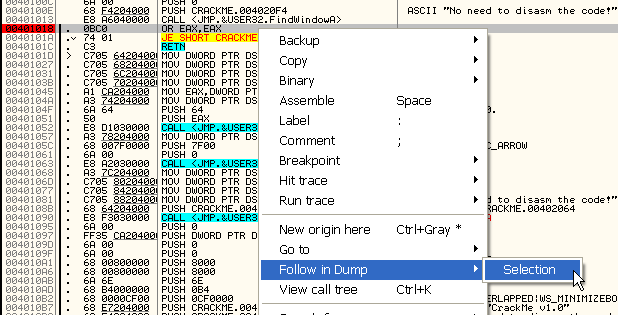 0040100C . 6A 00 PUSH 0
0040100E . 68 F4204000 PUSH CRACKME.004020F4 ASCII "No need to disasm the code!"
00401013 . E8 A6040000 CALL <JMP.&USER32.FindWindowA>
00401018 . 0BC0 OR EAX,EAX
0040101A . 74 01 JE SHORT CRACKME
0040101C . C3 RETN
0040101D > C705 64204000 MOV DWORD PTR DS
00401027 . C705 68204000 MOV DWORD PTR DS
00401031 . C705 6C204000 MOV DWORD PTR DS
0040103B . C705 70204000 MOV DWORD PTR DS
00401045 . A1 CA204000 MOV EAX,DWORD PT
0040104A . A3 74204000 MOV DWORD PTR DS
0040104F . 6A 64 PUSH 64
00401051 . 50 PUSH EAX
00401052 . E8 D1030000 CALL <JMP.&USER3
00401057 . A3 78204000 MOV DWORD PTR DS
0040105C . 68 007F0000 PUSH 7F00 C_ARROW
00401061 . 6A 00 PUSH 0
00401063 . E8 A2030000 CALL <JMP.&USER3
00401068 . A3 7C204000 MOV DWORD PTR DS
0040106D . C705 80204000 MOV DWORD PTR DS
00401077 . C705 84204000 MOV DWORD PTR DS
00401081 . C705 88204000 MOV DWORD PTR DS d to disasm the code!"
0040108B . 68 64204000 PUSH CRACKME.004 CKME.00402064
00401090 . E8 F3030000 CALL <JMP.&USER3 A
00401095 . 6A 00 PUSH 0
00401097 . FF35 CA204000 PUSH DWORD PTR D
0040109D . 6A 00 PUSH 0
0040109F . 6A 00 PUSH 0
004010A1 . 68 00800000 PUSH 8000
004010A6 . 68 00800000 PUSH 8000
004010AB . 6A 6E PUSH 6E
004010AD . 68 B4000000 PUSH 0B4
004010B2 . 68 0000CF00 PUSH 0CF0000 ERLAPPED:WS_MINIMIZEBO
004010B7 . 68 E7204000 PUSH CRACKME.004 "CrackMe v1.0"
Backup
Copy
Binary
Assemble Space
Label :
Comment ;
Breakpoint
Hit trace
Run trace
New origin here Ctrl+Gray *
Go to
Follow in Dump
Selection
View call tree Ctrl+K